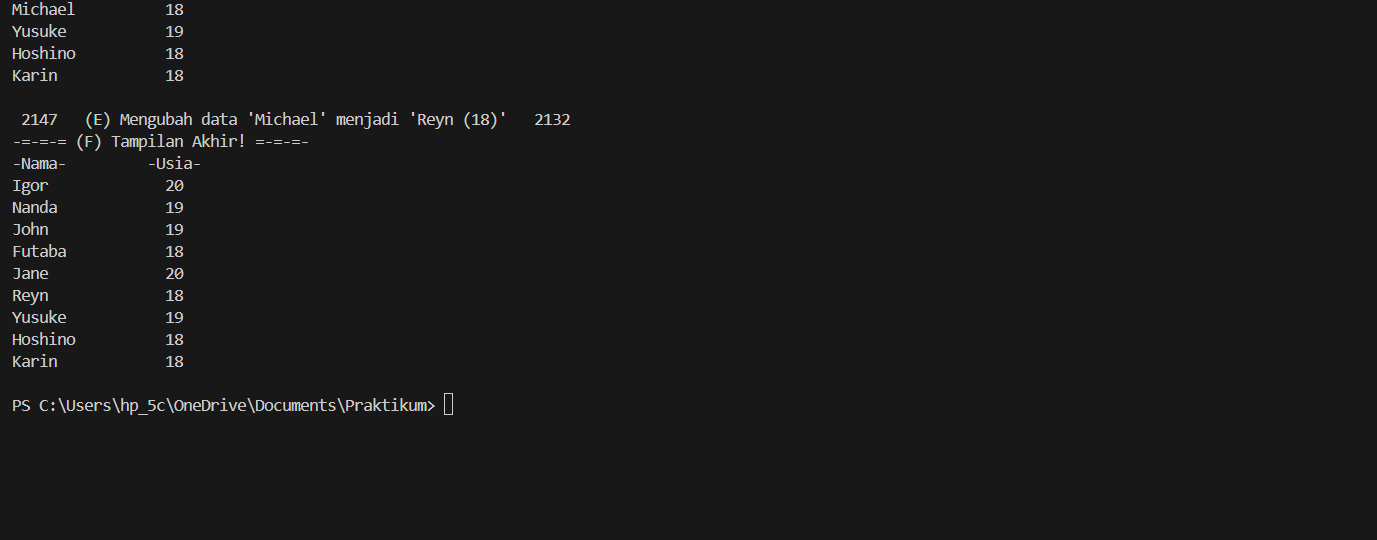 Michael 18
Yusuke 19
Hoshino 18
Karin 18
2147 (E) Mengubah data 'Michael' menjadi 'Reyn (18)' 2132
-=-=-= (F) Tampilan Akhir! =-=-=-
-Nama- -Usia-
Igor 20
Nanda 19
John 19
Futaba 18
Jane 20
Reyn 18
Yusuke 19
Hoshino 18
Karin 18
PS C:\Users\hp_5c\OneDrive\Documents\Praktikum>